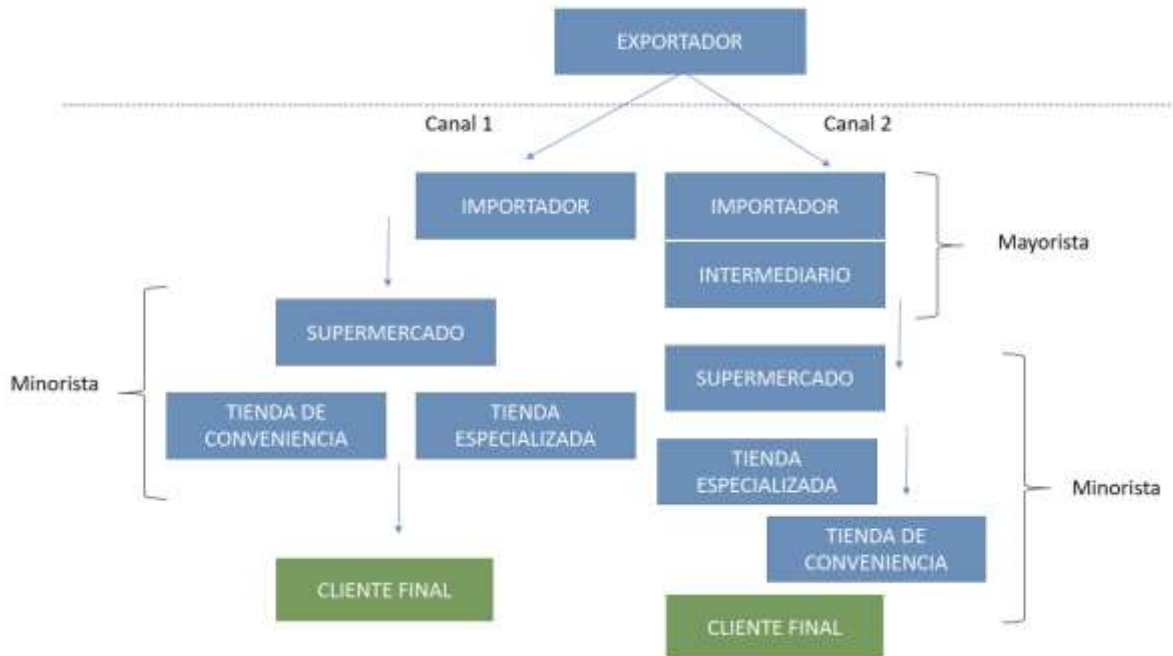 EXPORTADOR
Canal 1
Canal 2
IMPORTADOR
IMPORTADOR
Mayorista
INTERMEDIARIO
SUPERMERCADO
SUPERMERCADO
Minorista
TIENDA DE
CONVENIENCIA
TIENDA
ESPECIALIZADA
TIENDA
ESPECIALIZADA
Minorista
TIENDA DE
CONVENIENCIA
CLIENTE FINAL
CLIENTE FINAL